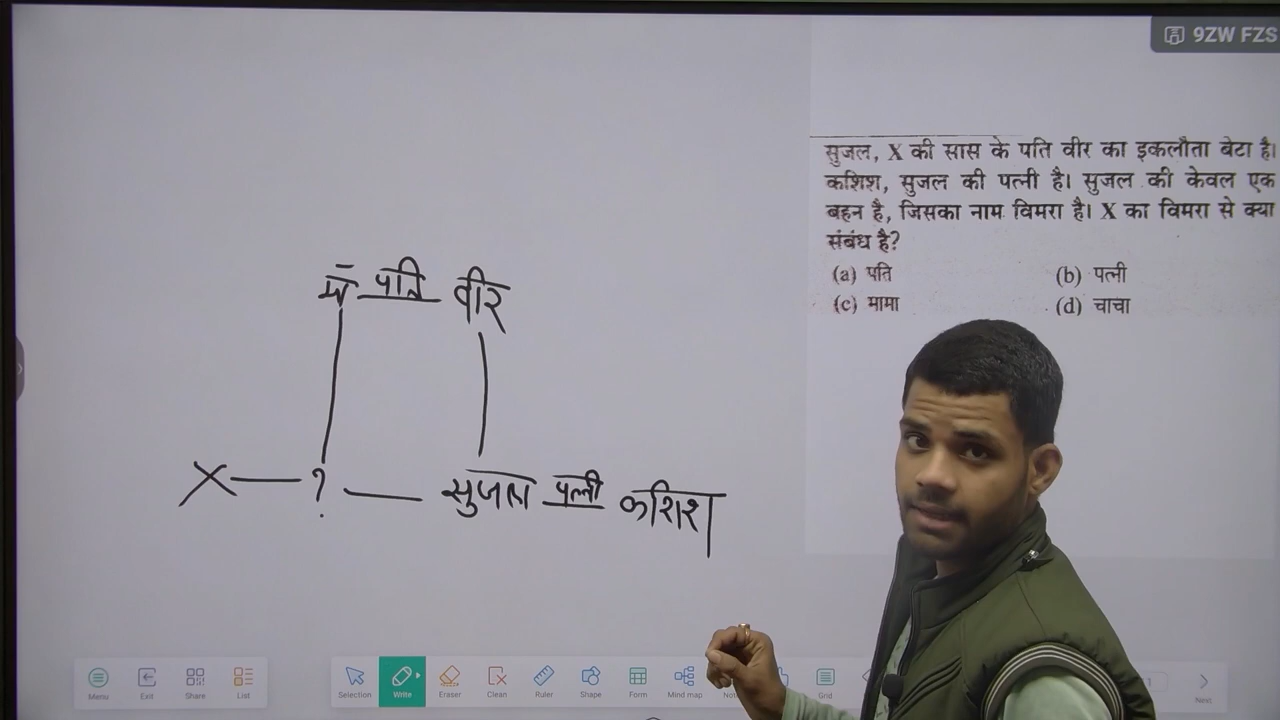 9ZW FZS
सुजल, X की सास के पति वीर का इकलौता बेटा है।
कशिश, सुजल की पत्नी है। सुजल की केवल एक
बहन है, जिसका नाम विमरा है। X का विमरा से क्या
संबंध है?
(a) पति (b) पत्नी
(c) मामा (d) चाचा
माँ पति वीर
X ? सुजल पत्नी कशिश
Menu Exit Share List Selection Write Eraser Clean Ruler Shape Form Mind map Grid 1